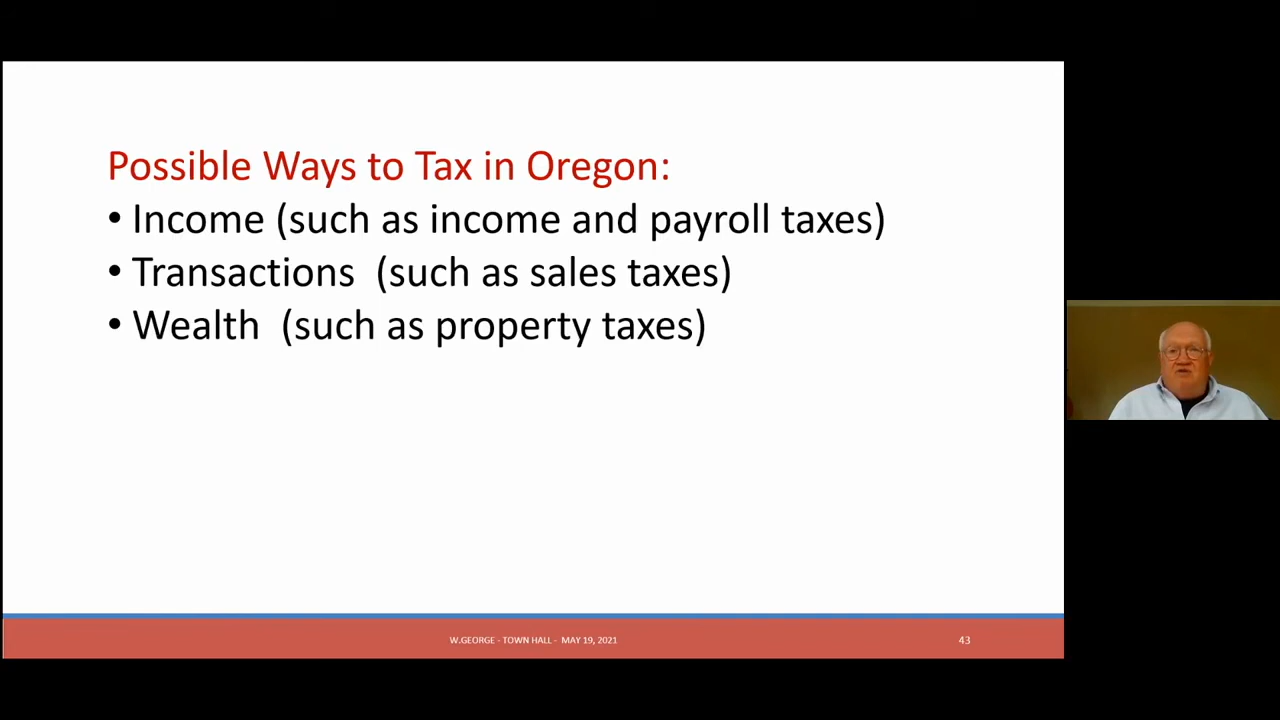 Possible Ways to Tax in Oregon:
• Income (such as income and payroll taxes)
• Transactions  (such as sales taxes)
• Wealth  (such as property taxes)
W.GEORGE - TOWN HALL -  MAY 19, 2021
43